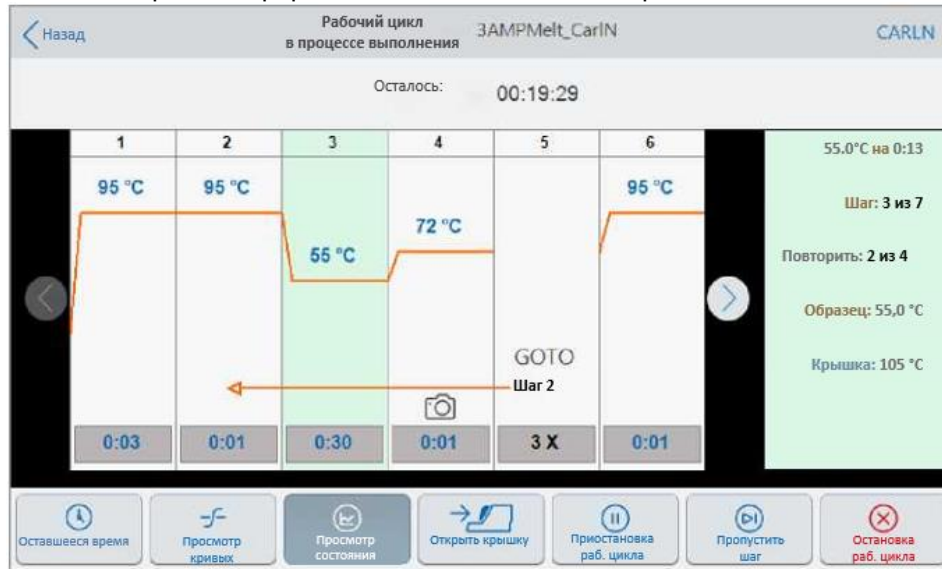 Назад
Рабочий цикл
в процессе выполнения
3AMPMelt_CarlN
CARLN
Осталось:
00:19:29
1 2 3 4 5 6
95 °C 95 °C 55 °C 72 °C 95 °C
GOTO
Шаг 2
0:03 0:01 0:30 0:01 3 X 0:01
55.0°C на 0:13
Шаг: 3 из 7
Повторить: 2 из 4
Образец: 55,0 °C
Крышка: 105 °C
Оставшееся время
Просмотр
кривых
Просмотр
состояния
Открыть крышку
Приостановка
раб. цикла
Пропустить
шаг
Остановка
раб. цикла